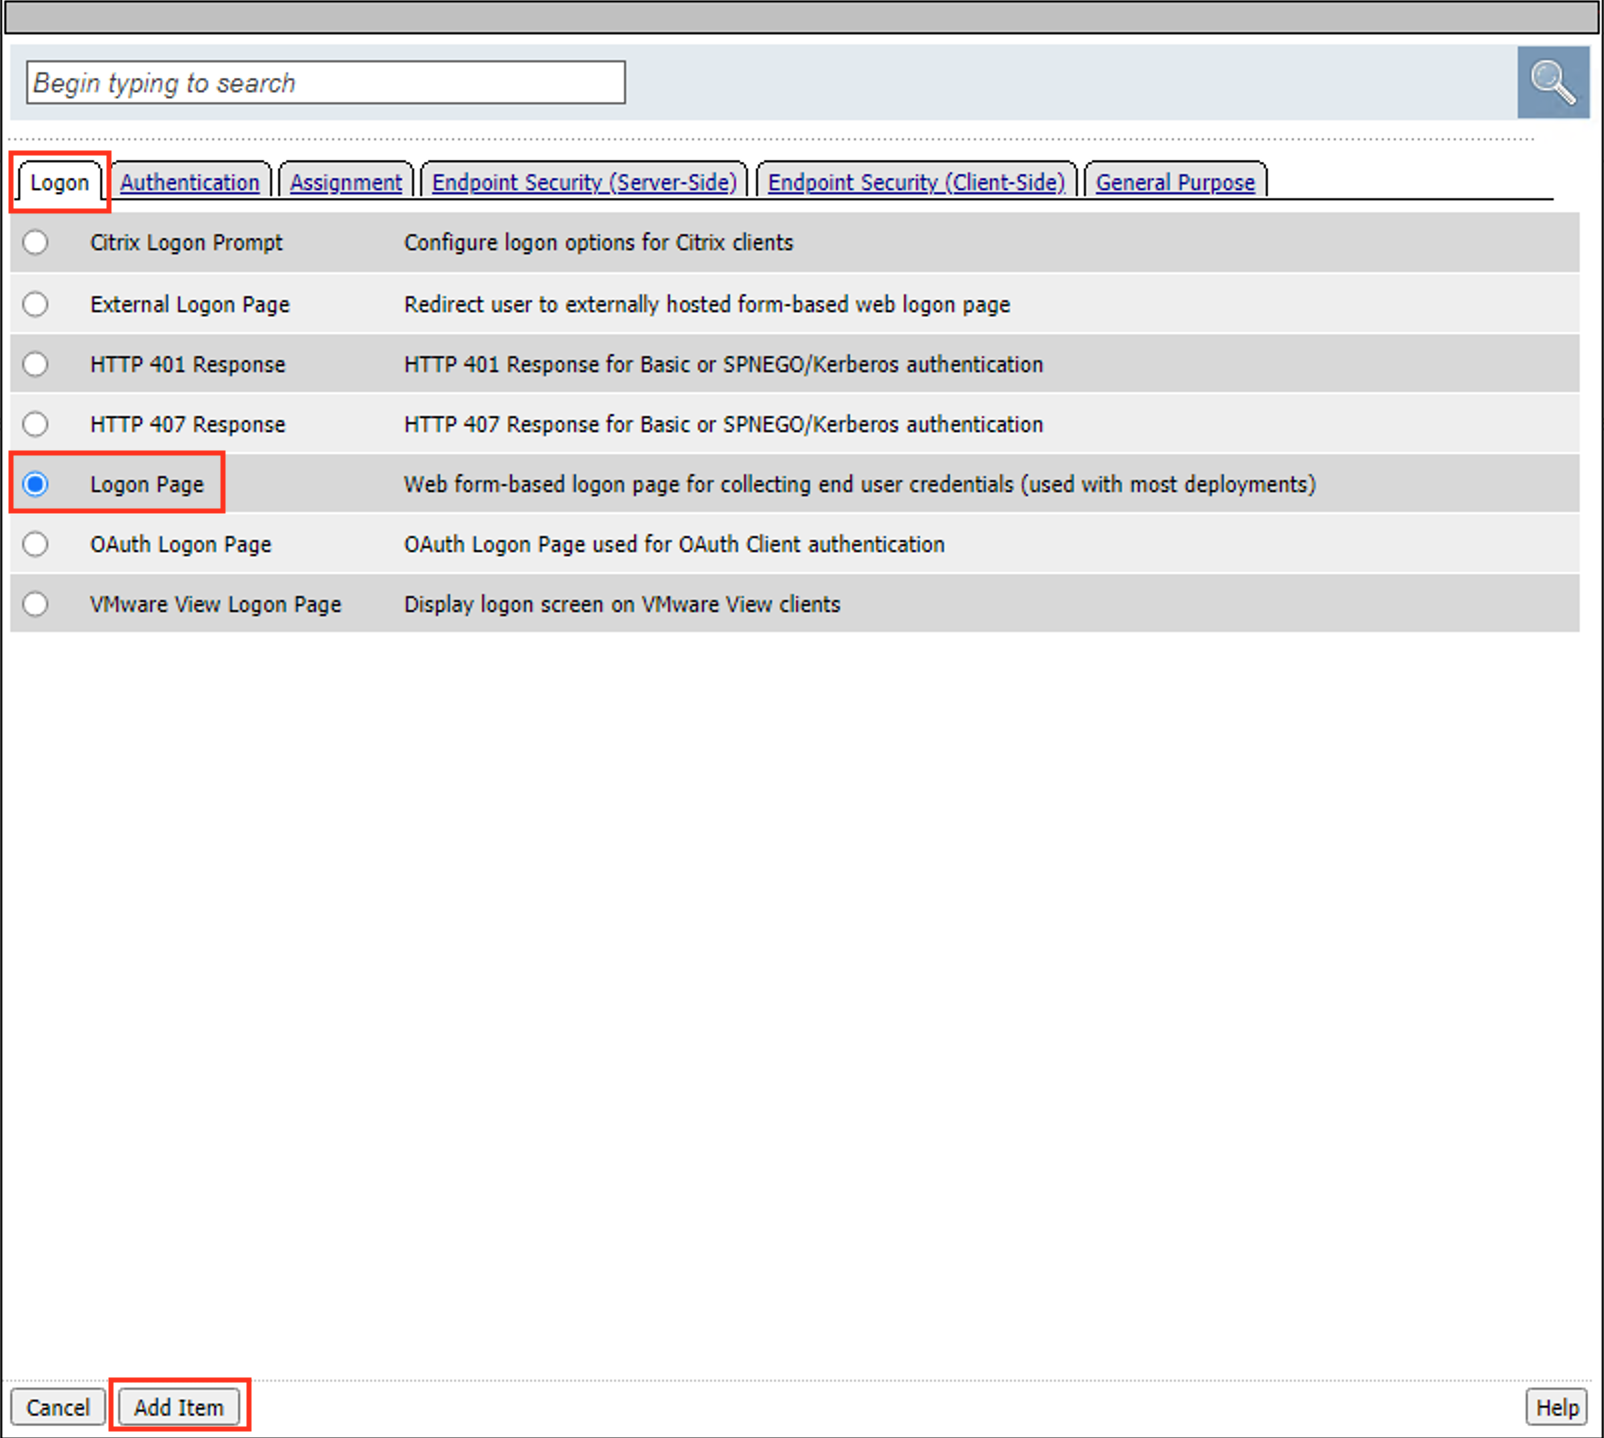 Begin typing to search
Logon Authentication Assignment Endpoint Security (Server-Side) Endpoint Security (Client-Side) General Purpose
Citrix Logon Prompt Configure logon options for Citrix clients
External Logon Page Redirect user to externally hosted form-based web logon page
HTTP 401 Response HTTP 401 Response for Basic or SPNEGO/Kerberos authentication
HTTP 407 Response HTTP 407 Response for Basic or SPNEGO/Kerberos authentication
Logon Page Web form-based logon page for collecting end user credentials (used with most deployments)
OAuth Logon Page OAuth Logon Page used for OAuth Client authentication
VMware View Logon Page Display logon screen on VMware View clients
Cancel Add Item Help